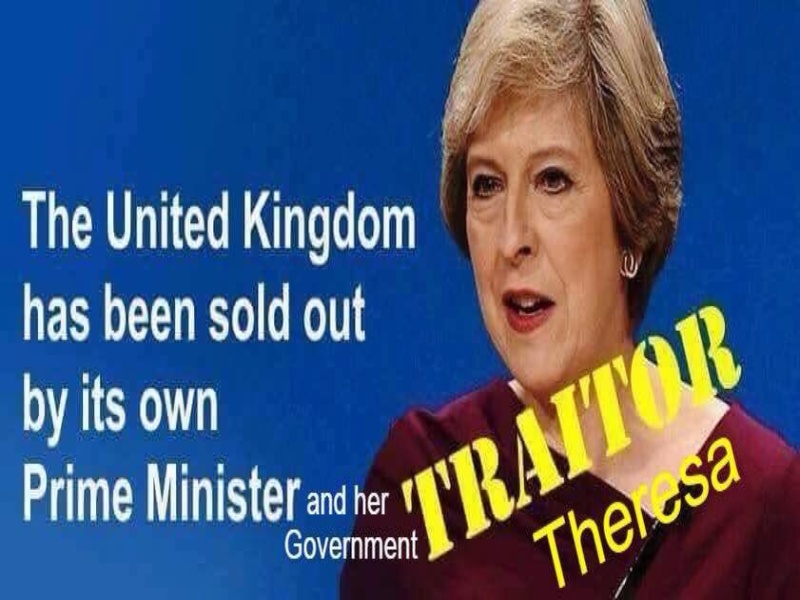 The United Kingdom
has been sold out
by its own
Prime Minister and her
Government
TRAITOR
Theresa